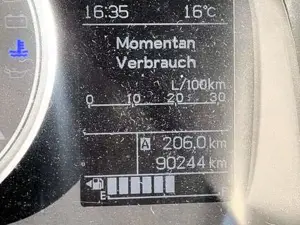 16:35 16°C
Momentan
Verbrauch
L/100km
0 10 20 30
A 206.0 km
90244 km
E F